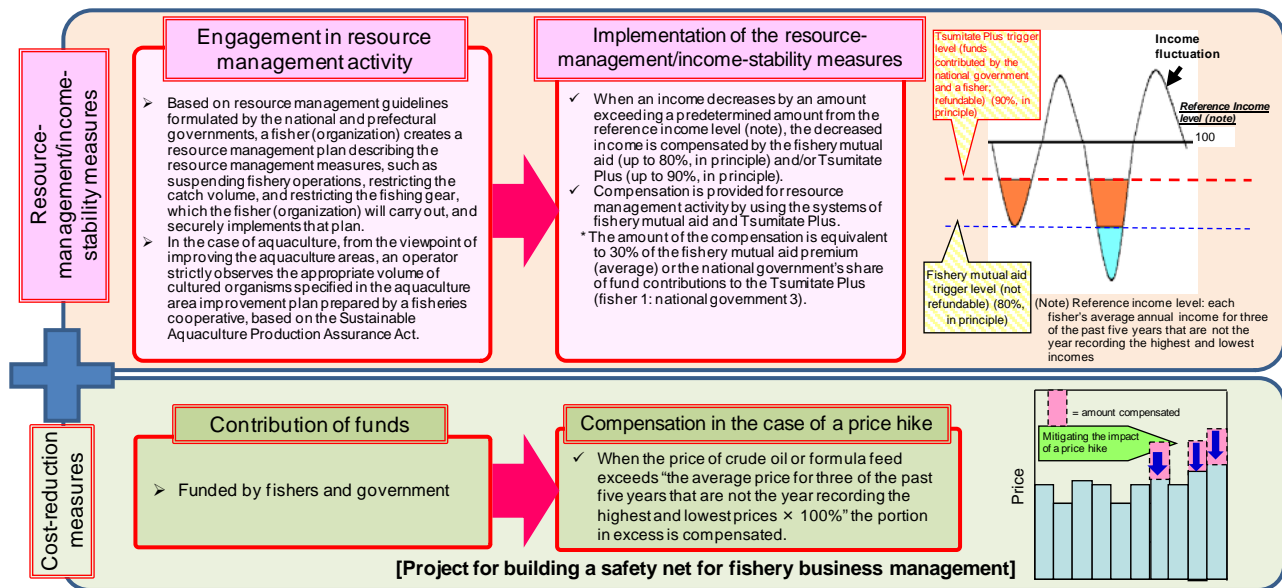 Resource-
management/income-
stability measures
Engagement in resource
management activity
➢ Based on resource management guidelines
formulated by the national and prefectural
governments, a fisher (organization) creates a
resource management plan describing the
resource management measures, such as
suspending fishery operations, restricting the
catch volume, and restricting the fishing gear,
which the fisher (organization) will carry out, and
securely implements that plan.
➢ In the case of aquaculture, from the viewpoint of
improving the aquaculture areas, an operator
strictly observes the appropriate volume of
cultured organisms specified in the aquaculture
area improvement plan prepared by a fisheries
cooperative, based on the Sustainable
Aquaculture Production Assurance Act.
Implementation of the resource-
management/income-stability measures
✓ When an income decreases by an amount
exceeding a predetermined amount from the
reference income level (note), the decreased
income is compensated by the fishery mutual
aid (up to 80%, in principle) and/or Tsumitate
Plus (up to 90%, in principle).
✓ Compensation is provided for resource
management activity by using the systems of
fishery mutual aid and Tsumitate Plus.
* The amount of the compensation is equivalent
to 30% of the fishery mutual aid premium
(average) or the national government's share
of fund contributions to the Tsumitate Plus
(fisher 1: national government 3).
Tsumitate Plus trigger
level (funds
contributed by the
national government
and a fisher;
refundable) (90%, in
principle)
Income
fluctuation
Reference Income
level (note)
100
Fishery mutual aid
trigger level (not
refundable) (80%,
in principle)
(Note) Reference income level: each
fisher's average annual income for three
of the past five years that are not the
year recording the highest and lowest
incomes
Cost-reduction
measures
Contribution of funds
➢ Funded by fishers and government
Compensation in the case of a price hike
✓ When the price of crude oil or formula feed
exceeds "the average price for three of the past
five years that are not the year recording the
highest and lowest prices × 100%" the portion
in excess is compensated.
= amount compensated
Mitigating the impact
of a price hike
Price
[Project for building a safety net for fishery business management]